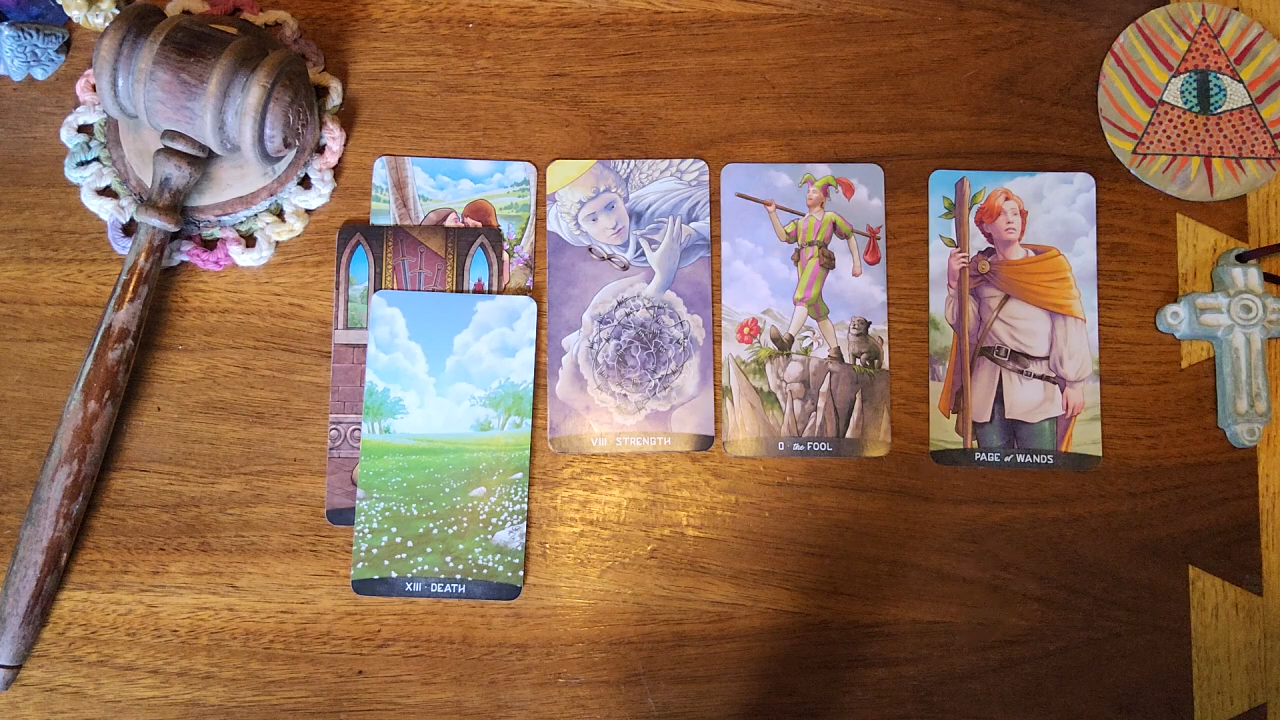 VIII · STRENGTH
0 · the FOOL
PAGE of WANDS
XIII · DEATH